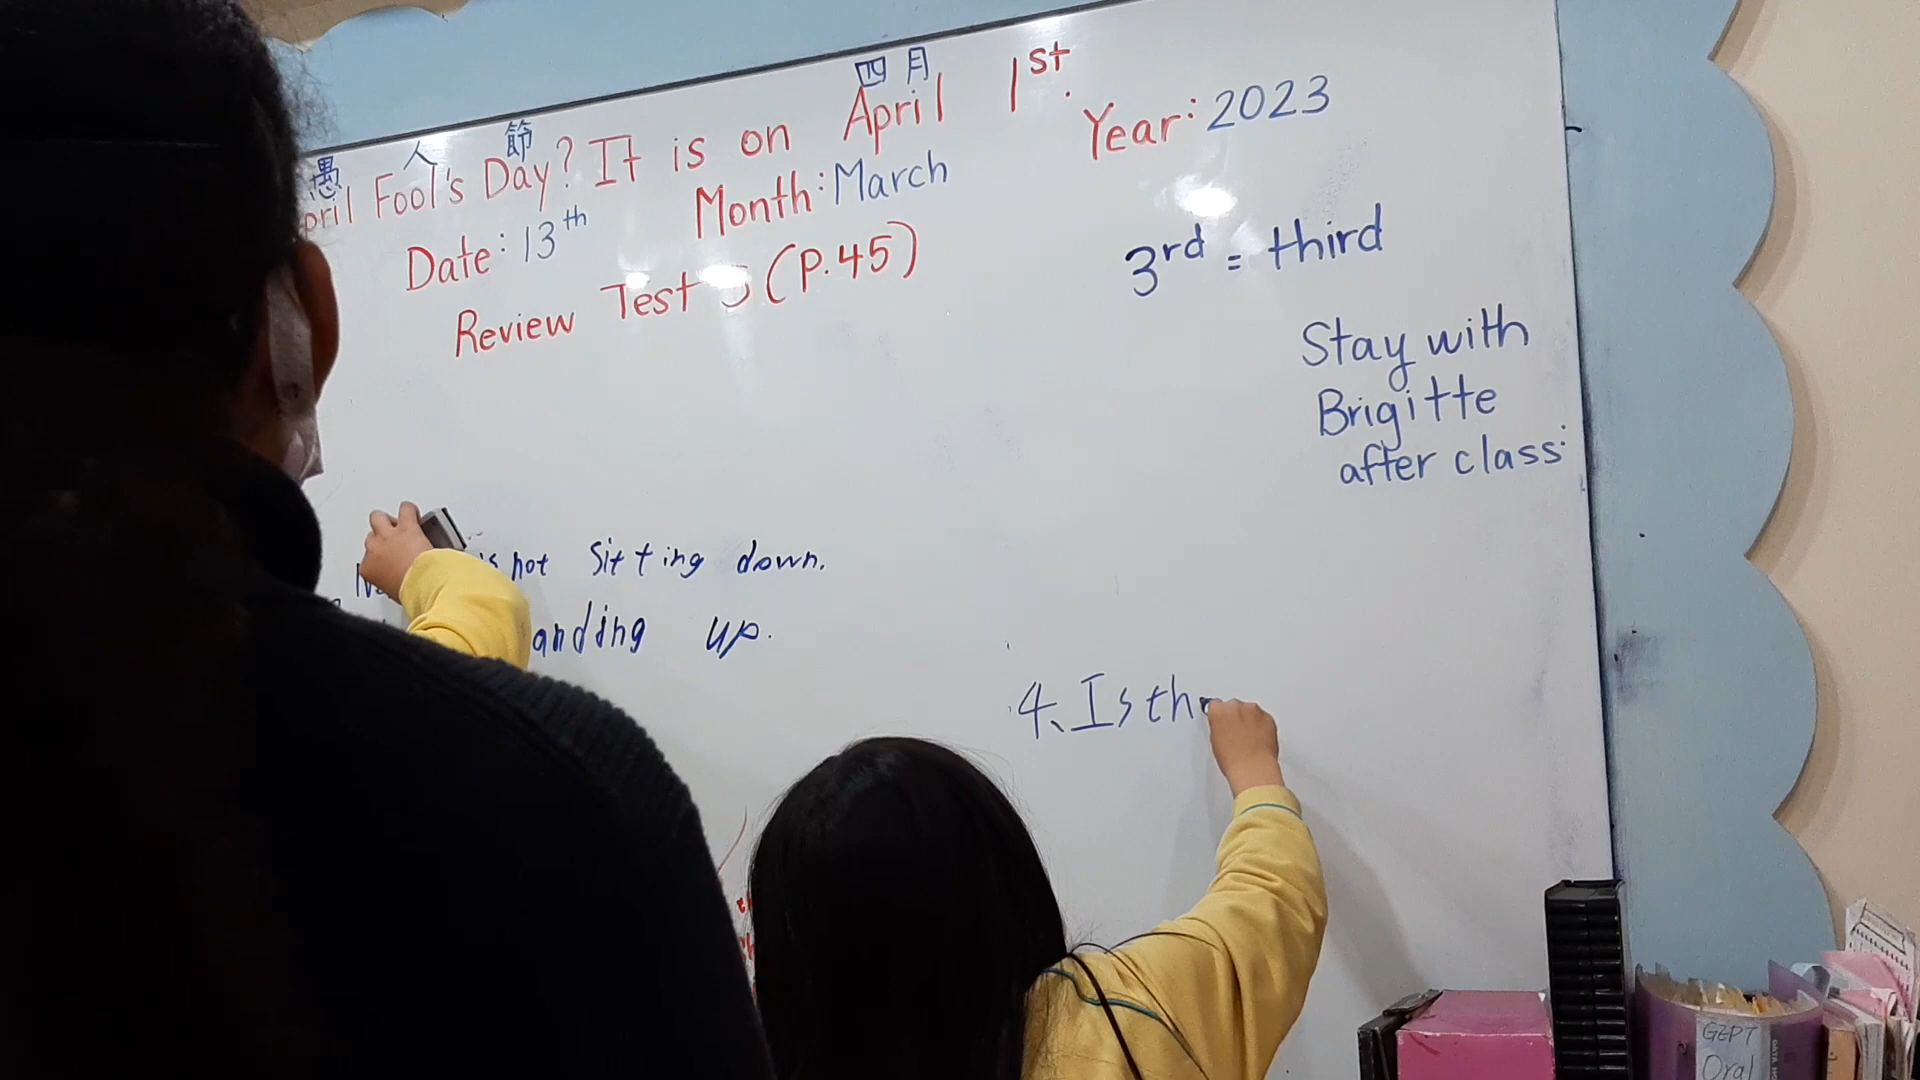 四月
愚人節
pril Fool's Day? It is on April 1st.
Date: 13th Month: March Year: 2023
Review Test (P.45)
3rd = third
Stay with
Brigitte
after class:
is not sitting down.
anding up.
4、Is the
GEPT
Oral